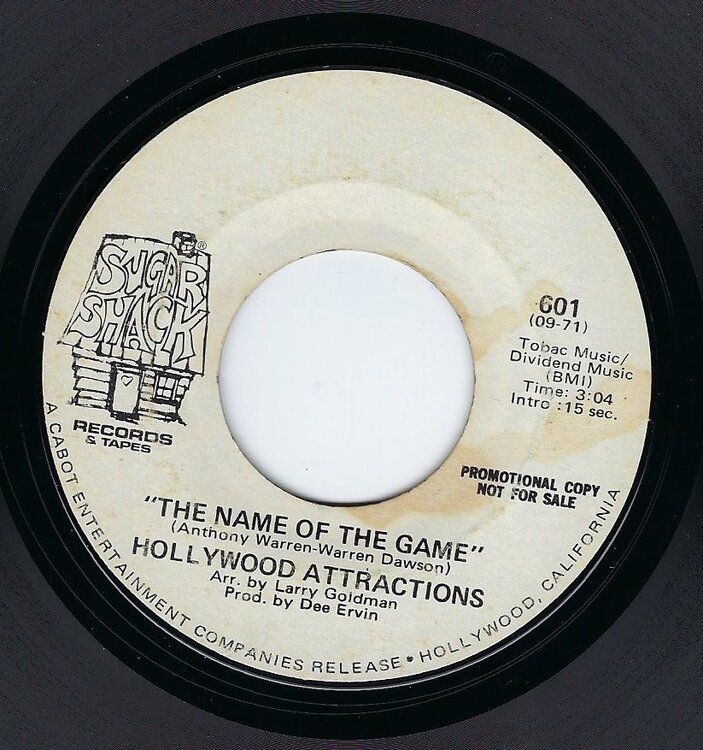 SUGAR
SHACK
®
RECORDS
& TAPES
601
(09-71)
Tobac Music/
Dividend Music
(BMI)
Time: 3:04
Intro :15 sec.
PROMOTIONAL COPY
NOT FOR SALE
"THE NAME OF THE GAME"
(Anthony Warren-Warren Dawson)
HOLLYWOOD ATTRACTIONS
Arr. by Larry Goldman
Prod. by Dee Ervin
A CABOT ENTERTAINMENT COMPANIES RELEASE • HOLLYWOOD, CALIFORNIA